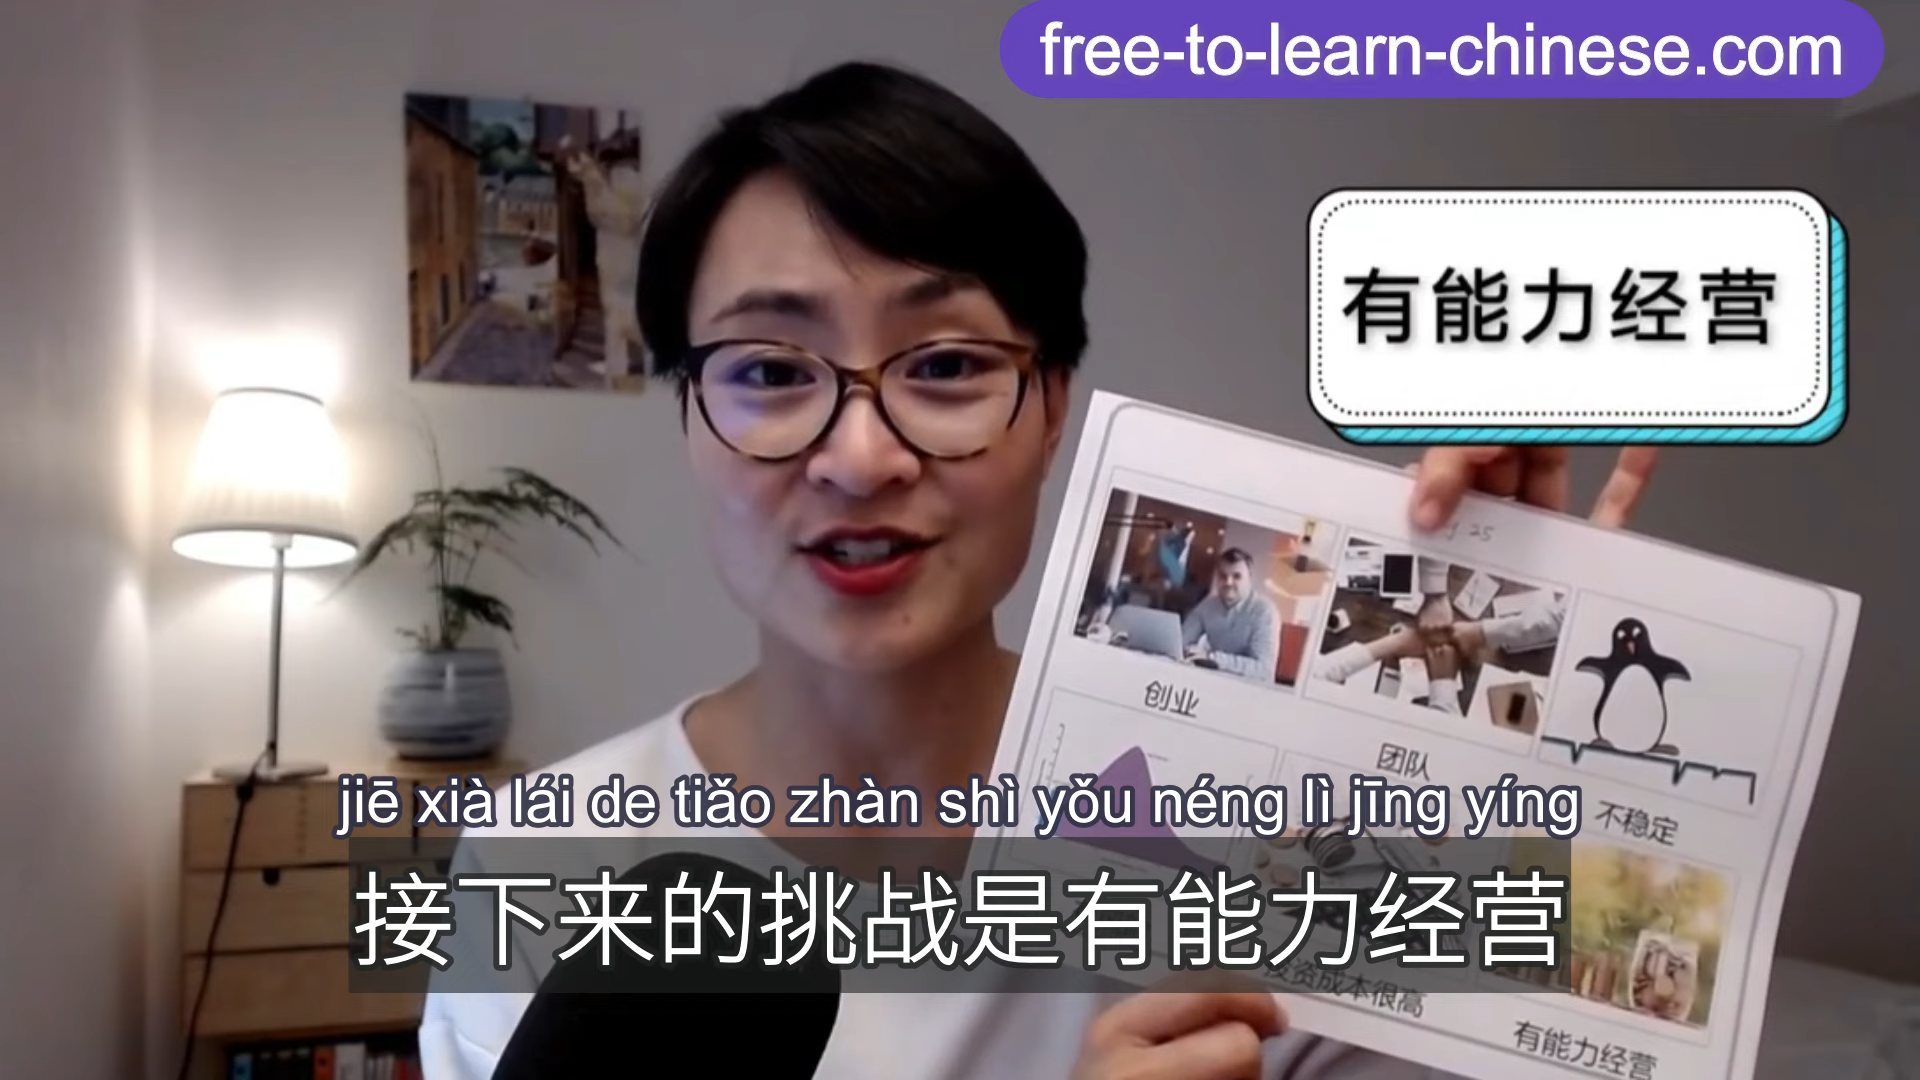 free-to-learn-chinese.com
有能力经营
25
创业
团队
不稳定
投资成本很高
有能力经营
jiē xià lái de tiǎo zhàn shì yǒu néng lì jīng yíng
接下来的挑战是有能力经营